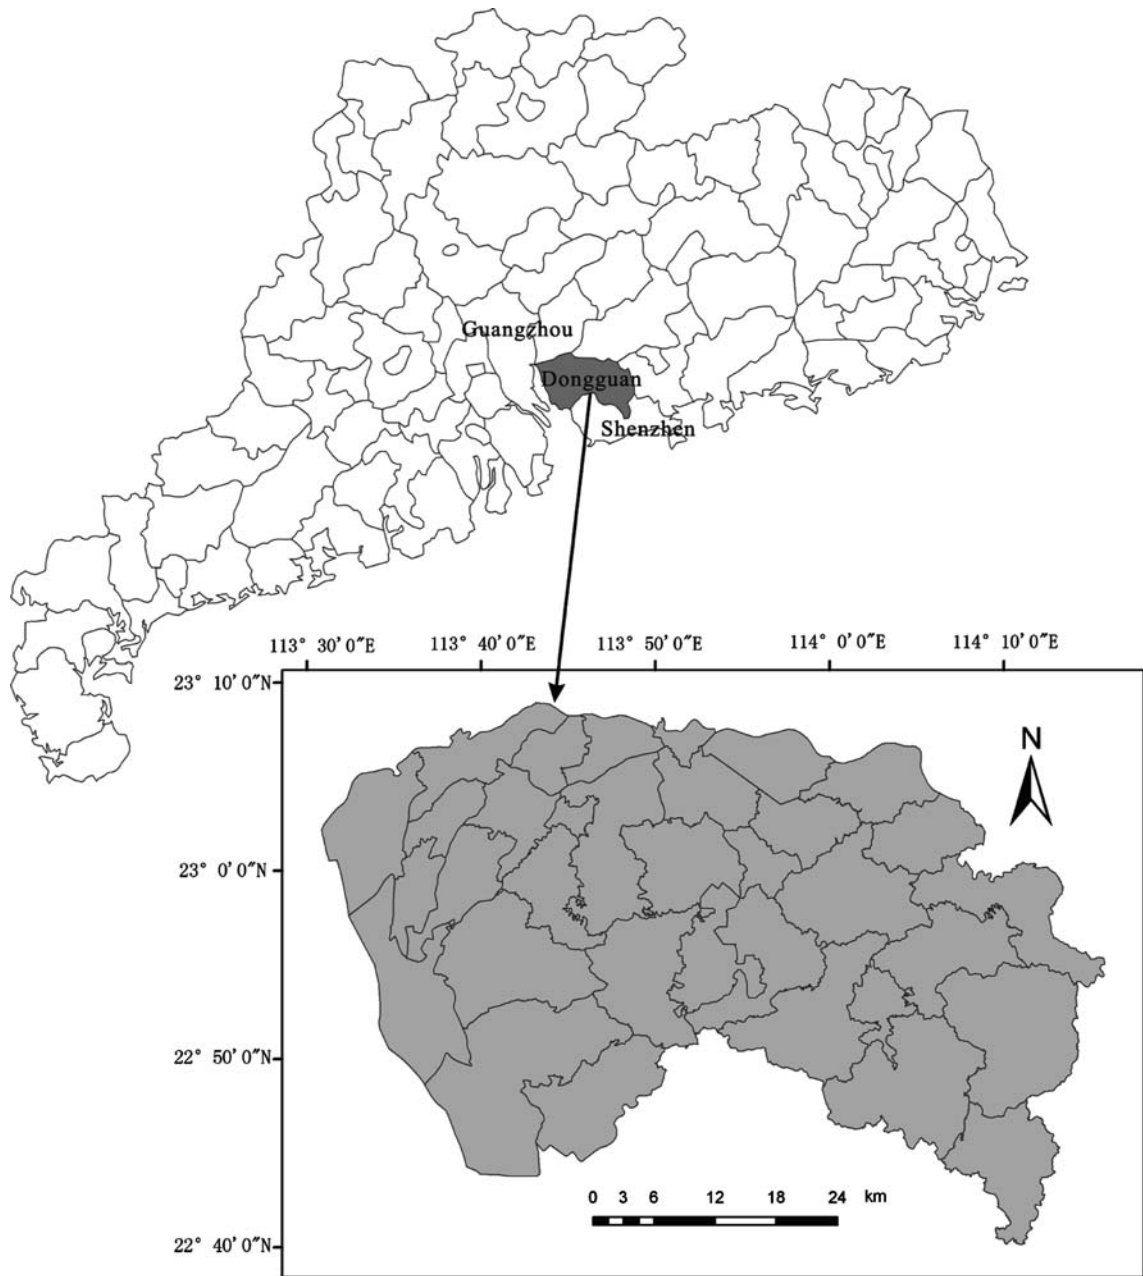 Guangzhou
Dongguan
Shenzhen
113° 30′ 0″E 113° 40′ 0″E 113° 50′ 0″E 114° 0′ 0″E 114° 10′ 0″E
23° 10′ 0″N
N
23° 0′ 0″N
22° 50′ 0″N
0 3 6 12 18 24 km
22° 40′ 0″N